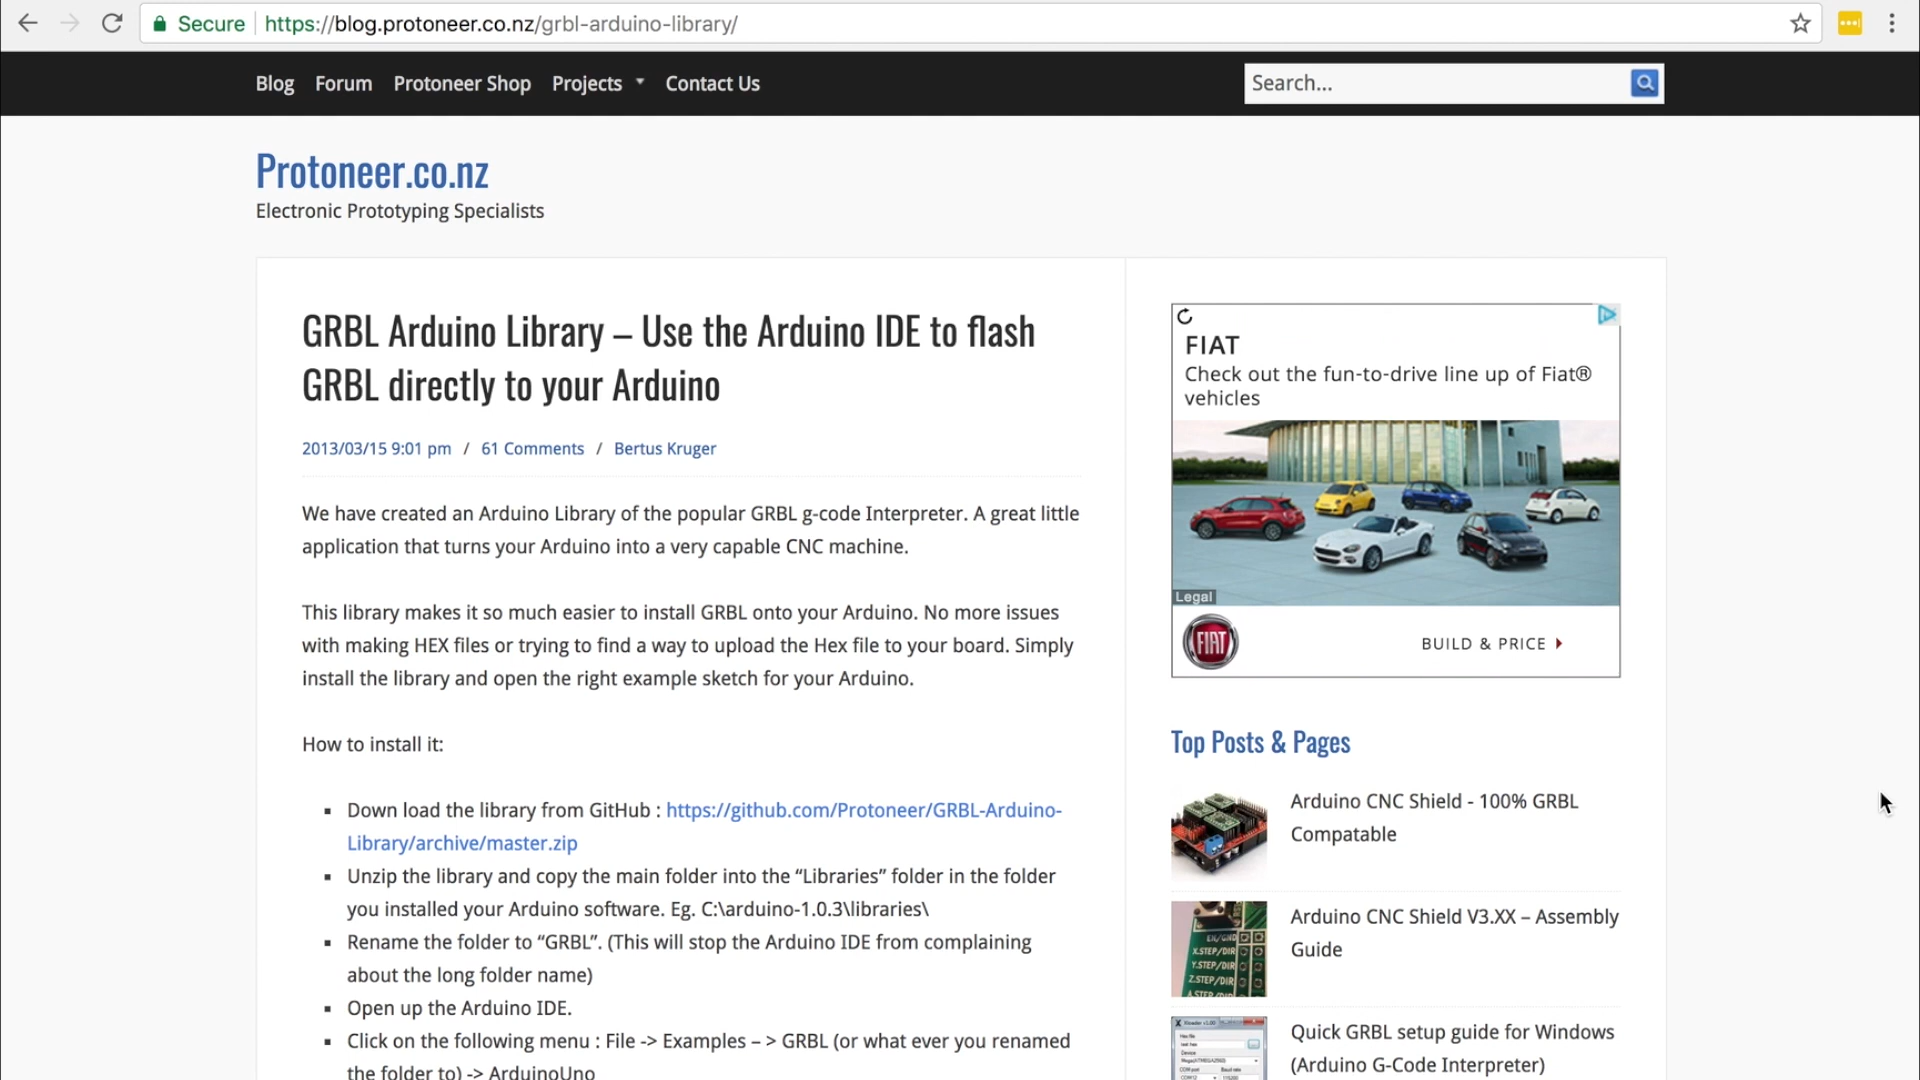 Secure https://blog.protoneer.co.nz/grbl-arduino-library/
Blog Forum Protoneer Shop Projects Contact Us Search...
Protoneer.co.nz
Electronic Prototyping Specialists
GRBL Arduino Library – Use the Arduino IDE to flash
GRBL directly to your Arduino
2013/03/15 9:01 pm / 61 Comments / Bertus Kruger
We have created an Arduino Library of the popular GRBL g-code Interpreter. A great little
application that turns your Arduino into a very capable CNC machine.
This library makes it so much easier to install GRBL onto your Arduino. No more issues
with making HEX files or trying to find a way to upload the Hex file to your board. Simply
install the library and open the right example sketch for your Arduino.
How to install it:
Down load the library from GitHub : https://github.com/Protoneer/GRBL-Arduino-
Library/archive/master.zip
Unzip the library and copy the main folder into the “Libraries” folder in the folder
you installed your Arduino software. Eg. C:\arduino-1.0.3\libraries\
Rename the folder to “GRBL”. (This will stop the Arduino IDE from complaining
about the long folder name)
Open up the Arduino IDE.
Click on the following menu : File -> Examples – > GRBL (or what ever you renamed
the folder to) -> ArduinoUno
FIAT
Check out the fun-to-drive line up of Fiat®
vehicles
Legal
FIAT
BUILD & PRICE
Top Posts & Pages
Arduino CNC Shield - 100% GRBL
Compatable
EN/GND
X.STEP/DIR
Y.STEP/DIR
Z.STEP/DIR
A.STEP/DIR
Arduino CNC Shield V3.XX – Assembly
Guide
Quick GRBL setup guide for Windows
(Arduino G-Code Interpreter)